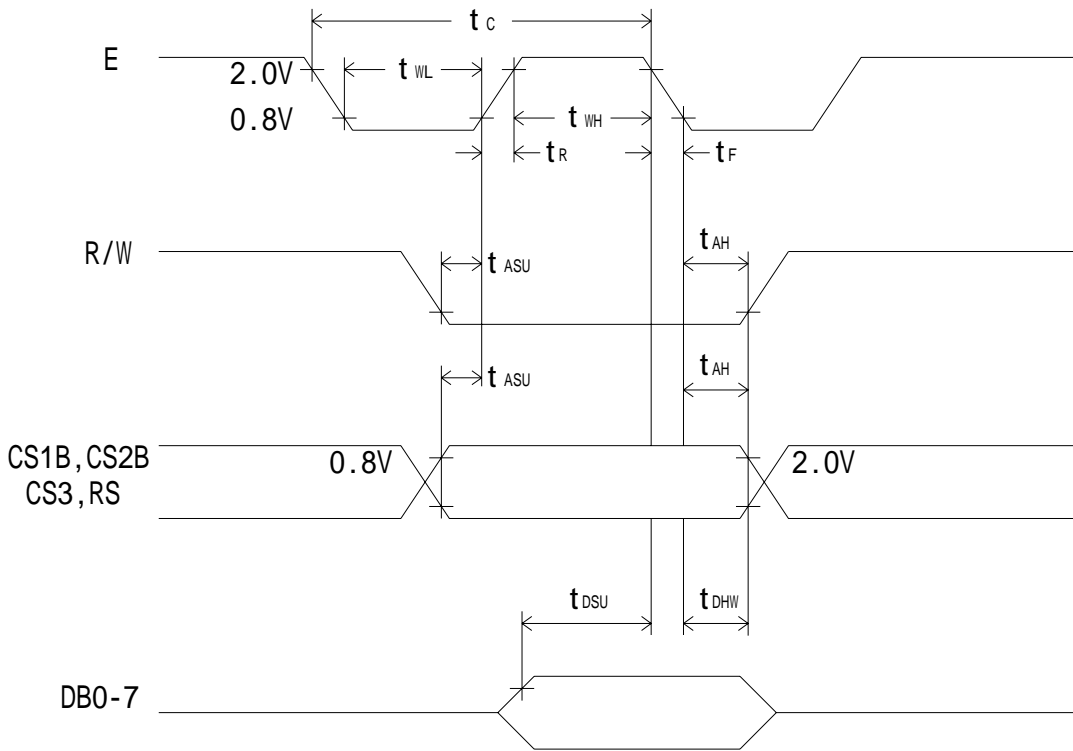 t C
E
2.0V
t WL
0.8V
t WH
t R
t F
R/W
t ASU
t AH
t ASU
t AH
CS1B,CS2B
CS3,RS
0.8V
2.0V
t DSU
t DHW
DB0-7